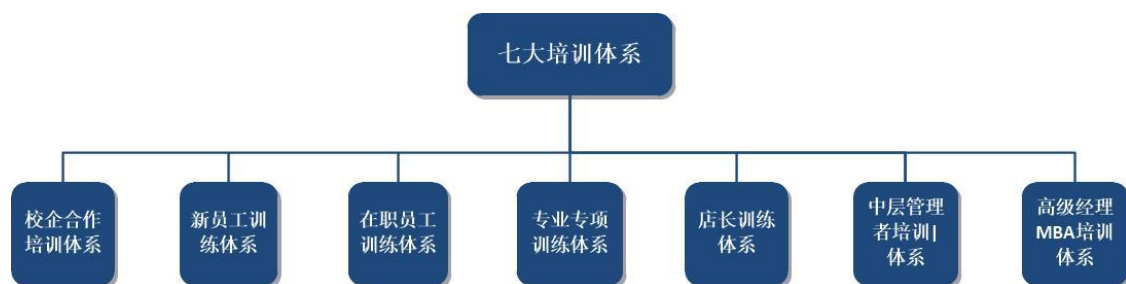 七大培训体系
校企合作
培训体系
新员工训
练体系
在职员工
训练体系
专业专项
训练体系
店长训练
体系
中层管理
者培训|
体系
高级经理
MBA培训
体系